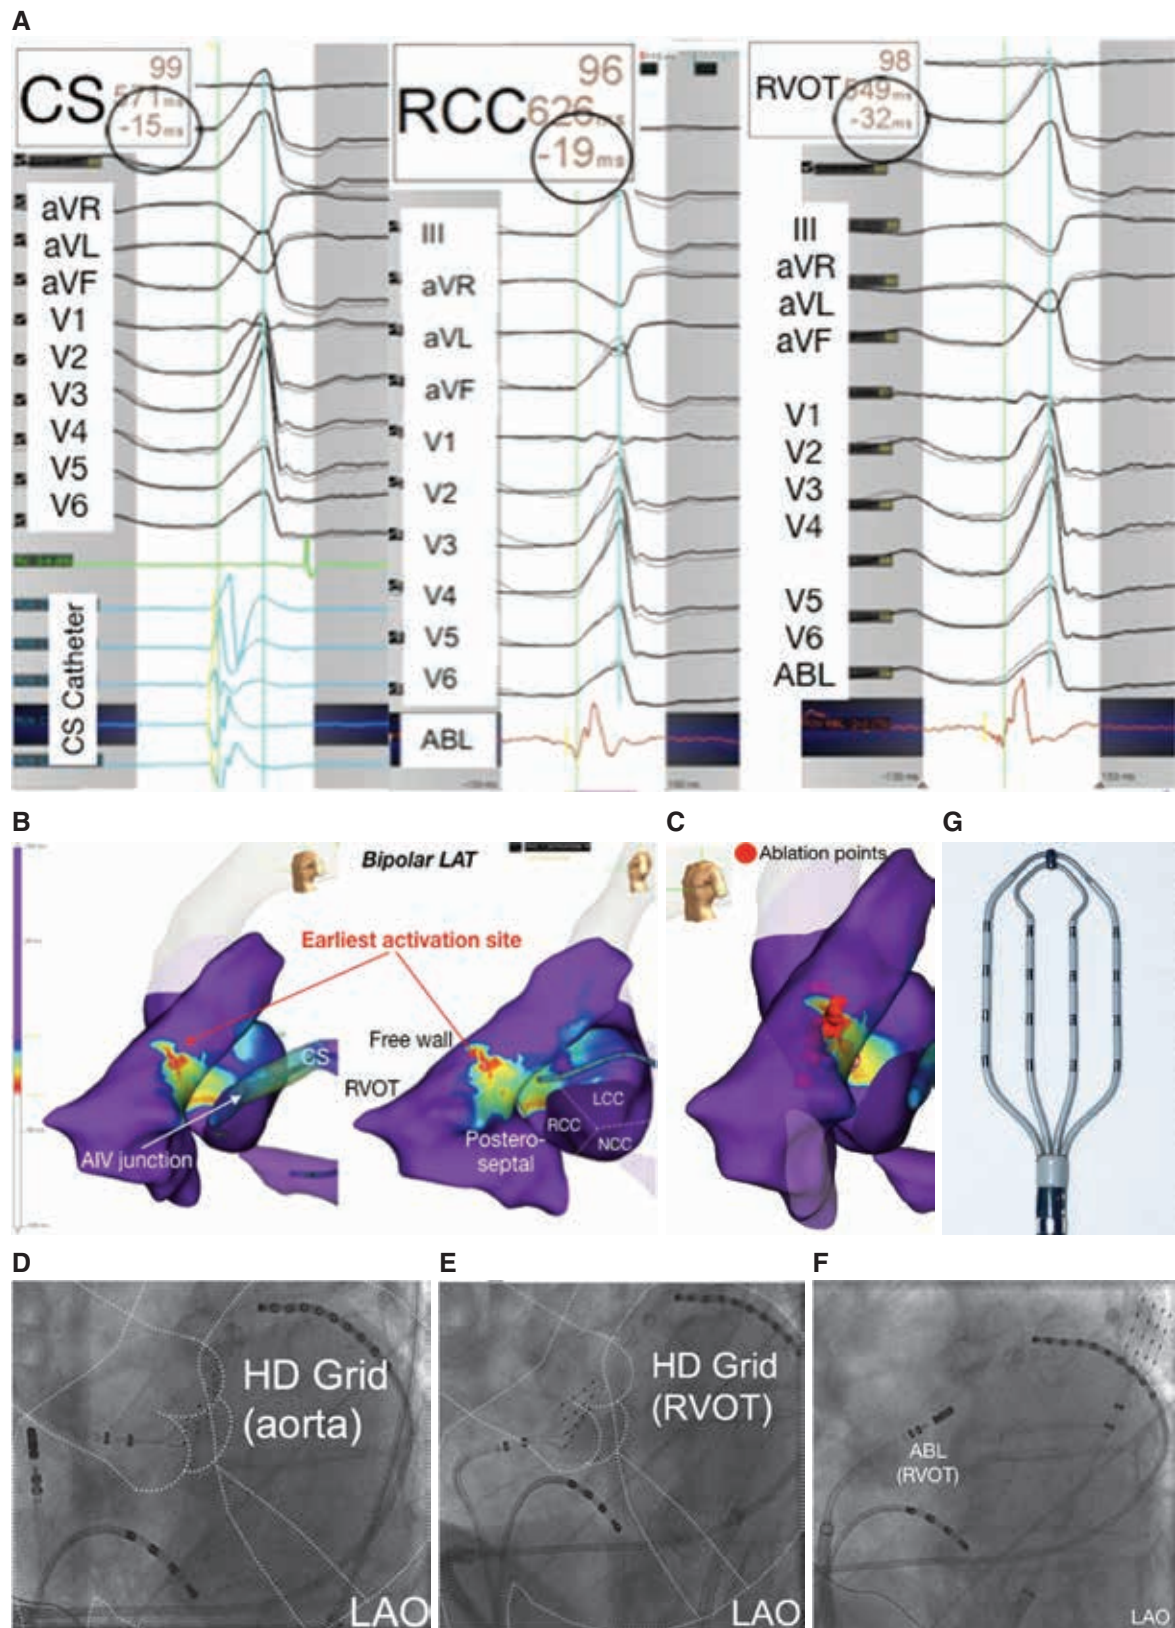 A
CS
99
571ms
-15ms
aVR
aVL
aVF
V1
V2
V3
V4
V5
V6
CS Catheter
RCC
96
626ms
-19ms
III
aVR
aVL
aVF
V1
V2
V3
V4
V5
V6
ABL
RVOT
98
549ms
-32ms
III
aVR
aVL
aVF
V1
V2
V3
V4
V5
V6
ABL
B
Bipolar LAT
Earliest activation site
Free wall
CS
RVOT
LCC
RCC
NCC
Postero-
septal
AIV junction
C
Ablation points
G
D
HD Grid
(aorta)
LAO
E
HD Grid
(RVOT)
LAO
F
ABL
(RVOT)
LAO